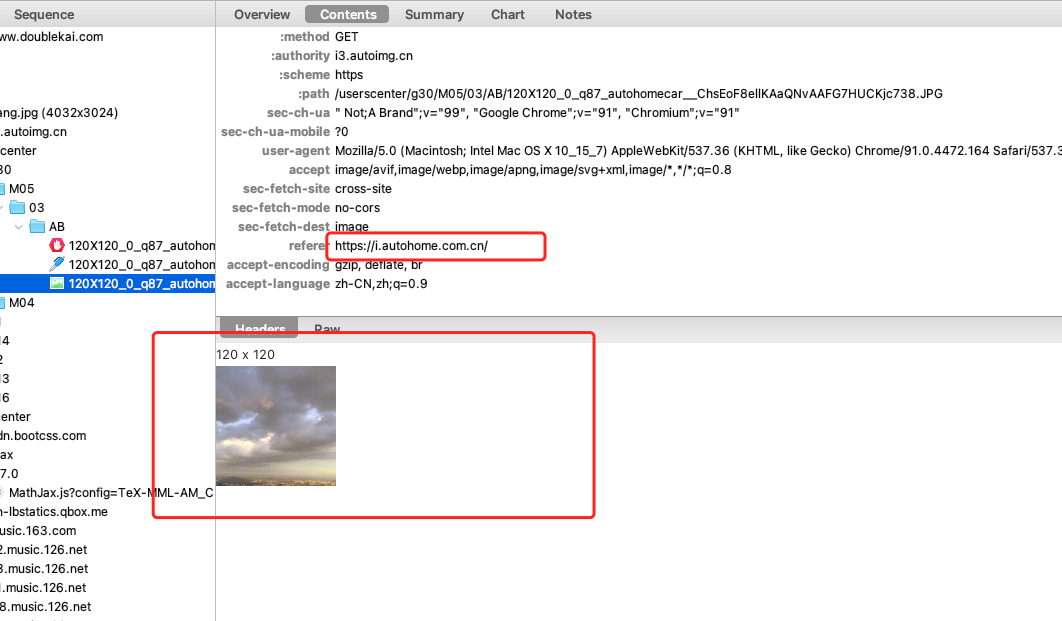 Sequence
Overview Contents Summary Chart Notes
ww.doublekai.com
ang.jpg (4032x3024)
.autoimg.cn
center
30
M05
03
AB
120X120_0_q87_autohom
120X120_0_q87_autohom
120X120_0_q87_autohom
M04
14
2
13
16
center
dn.bootcss.com
ax
7.0
MathJax.js?config=TeX-MML-AM_C
n-lbstatics.qbox.me
usic.163.com
2.music.126.net
3.music.126.net
1.music.126.net
8.music.126.net
:method GET
:authority i3.autoimg.cn
:scheme https
:path /userscenter/g30/M05/03/AB/120X120_0_q87_autohomecar__ChsEoF8eIlKAaQNvAAFG7HUCKjc738.JPG
sec-ch-ua " Not;A Brand";v="99", "Google Chrome";v="91", "Chromium";v="91"
sec-ch-ua-mobile ?0
user-agent Mozilla/5.0 (Macintosh; Intel Mac OS X 10_15_7) AppleWebKit/537.36 (KHTML, like Gecko) Chrome/91.0.4472.164 Safari/537.3
accept image/avif,image/webp,image/apng,image/svg+xml,image/*,*/*;q=0.8
sec-fetch-site cross-site
sec-fetch-mode no-cors
sec-fetch-dest image
referer https://i.autohome.com.cn/
accept-encoding gzip, deflate, br
accept-language zh-CN,zh;q=0.9
Headers Raw
120 x 120